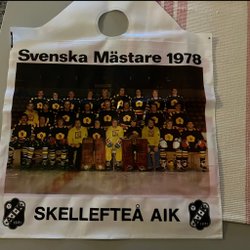 Svenska Mästare 1978
SKELLEFTEÅ AIK